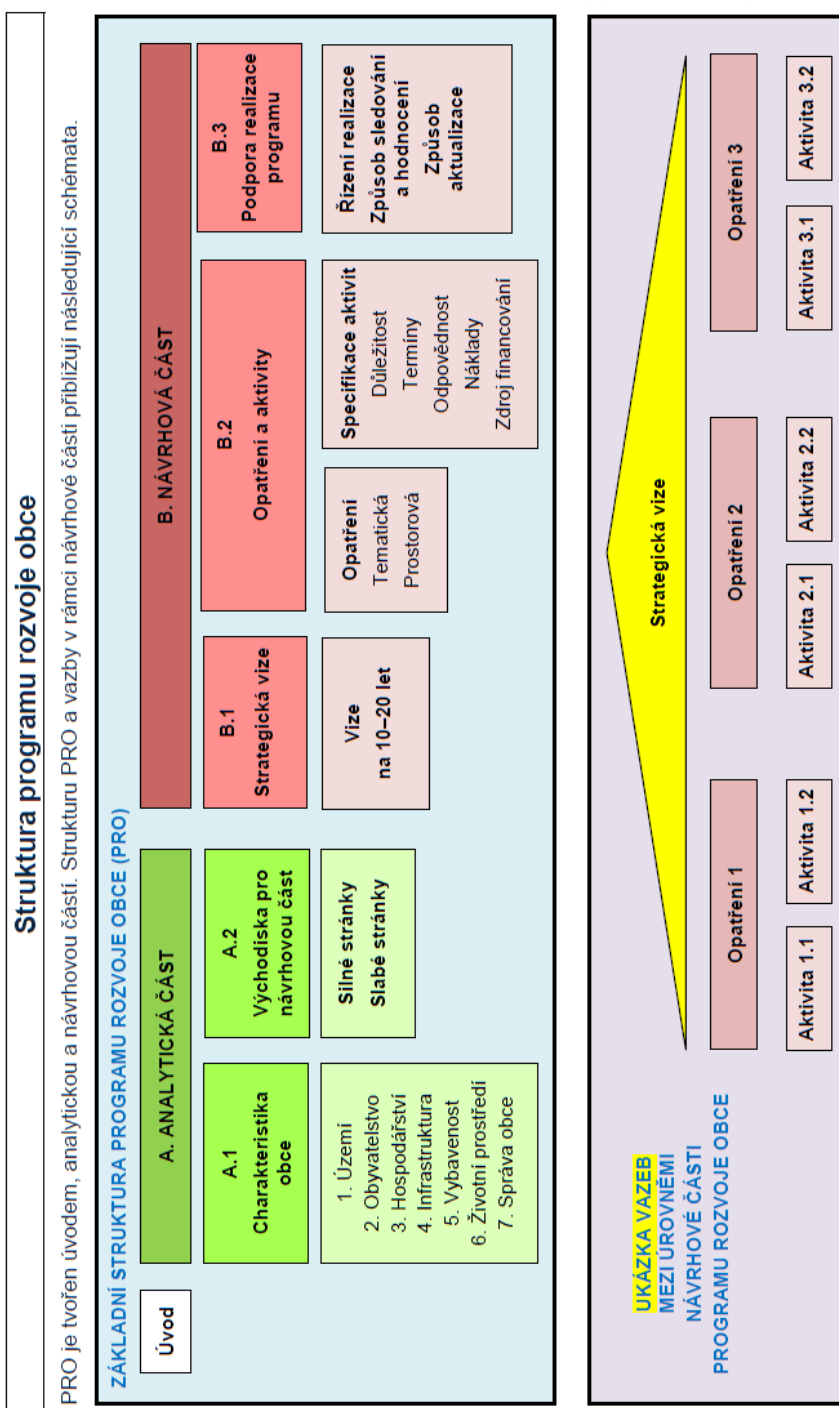 Struktura programu rozvoje obce
PRO je tvořen úvodem, analytickou a návrhovou částí. Strukturu PRO a vazby v rámci návrhové části přibližují následující schémata.
ZÁKLADNÍ STRUKTURA PROGRAMU ROZVOJE OBCE (PRO)
Úvod
A. ANALYTICKÁ ČÁST
A.1
Charakteristika
obce
1. Území
2. Obyvatelstvo
3. Hospodářství
4. Infrastruktura
5. Vybavenost
6. Životní prostředí
7. Správa obce
A.2
Východiska pro
návrhovou část
Silné stránky
Slabé stránky
B. NÁVRHOVÁ ČÁST
B.1
Strategická vize
Vize
na 10–20 let
B.2
Opatření a aktivity
Opatření
Tematická
Prostorová
Specifikace aktivit
Důležitost
Termíny
Odpovědnost
Náklady
Zdroj financování
B.3
Podpora realizace
programu
Řízení realizace
Způsob sledování
a hodnocení
Způsob
aktualizace
UKÁZKA VAZEB
MEZI ÚROVNĚMI
NÁVRHOVÉ ČÁSTI
PROGRAMU ROZVOJE OBCE
Strategická vize
Opatření 1
Opatření 2
Opatření 3
Aktivita 1.1
Aktivita 1.2
Aktivita 2.1
Aktivita 2.2
Aktivita 3.1
Aktivita 3.2